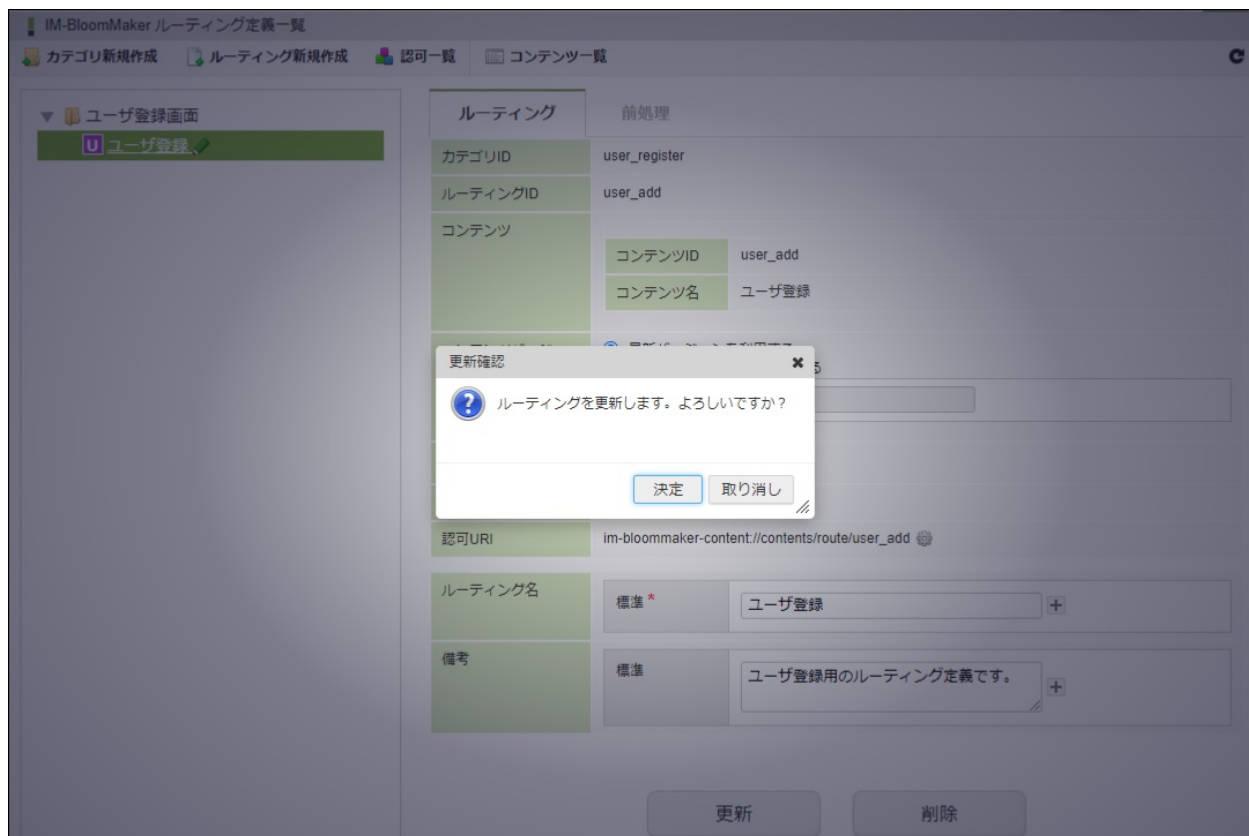 IM-BloomMaker ルーティング定義一覧
カテゴリ新規作成 ルーティング新規作成 認可一覧 コンテンツ一覧
ユーザ登録画面
U ユーザ登録
ルーティング 前処理
カテゴリID user_register
ルーティングID user_add
コンテンツ
コンテンツID user_add
コンテンツ名 ユーザ登録
更新確認
ルーティングを更新します。よろしいですか?
決定 取り消し
認可URI im-bloommaker-content://contents/route/user_add
ルーティング名 標準 * ユーザ登録
備考 標準 ユーザ登録用のルーティング定義です。
更新 削除